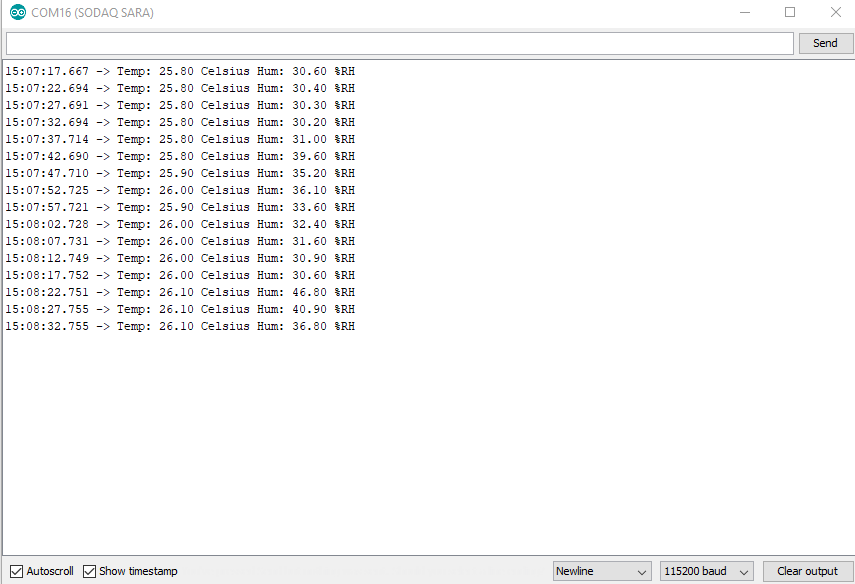 COM16 (SODAQ SARA)
Send
15:07:17.667 -> Temp: 25.80 Celsius Hum: 30.60 %RH
15:07:22.694 -> Temp: 25.80 Celsius Hum: 30.40 %RH
15:07:27.691 -> Temp: 25.80 Celsius Hum: 30.30 %RH
15:07:32.694 -> Temp: 25.80 Celsius Hum: 30.20 %RH
15:07:37.714 -> Temp: 25.80 Celsius Hum: 31.00 %RH
15:07:42.690 -> Temp: 25.80 Celsius Hum: 39.60 %RH
15:07:47.710 -> Temp: 25.90 Celsius Hum: 35.20 %RH
15:07:52.725 -> Temp: 26.00 Celsius Hum: 36.10 %RH
15:07:57.721 -> Temp: 25.90 Celsius Hum: 33.60 %RH
15:08:02.728 -> Temp: 26.00 Celsius Hum: 32.40 %RH
15:08:07.731 -> Temp: 26.00 Celsius Hum: 31.60 %RH
15:08:12.749 -> Temp: 26.00 Celsius Hum: 30.90 %RH
15:08:17.752 -> Temp: 26.00 Celsius Hum: 30.60 %RH
15:08:22.751 -> Temp: 26.10 Celsius Hum: 46.80 %RH
15:08:27.755 -> Temp: 26.10 Celsius Hum: 40.90 %RH
15:08:32.755 -> Temp: 26.10 Celsius Hum: 36.80 %RH
Autoscroll Show timestamp Newline 115200 baud Clear output